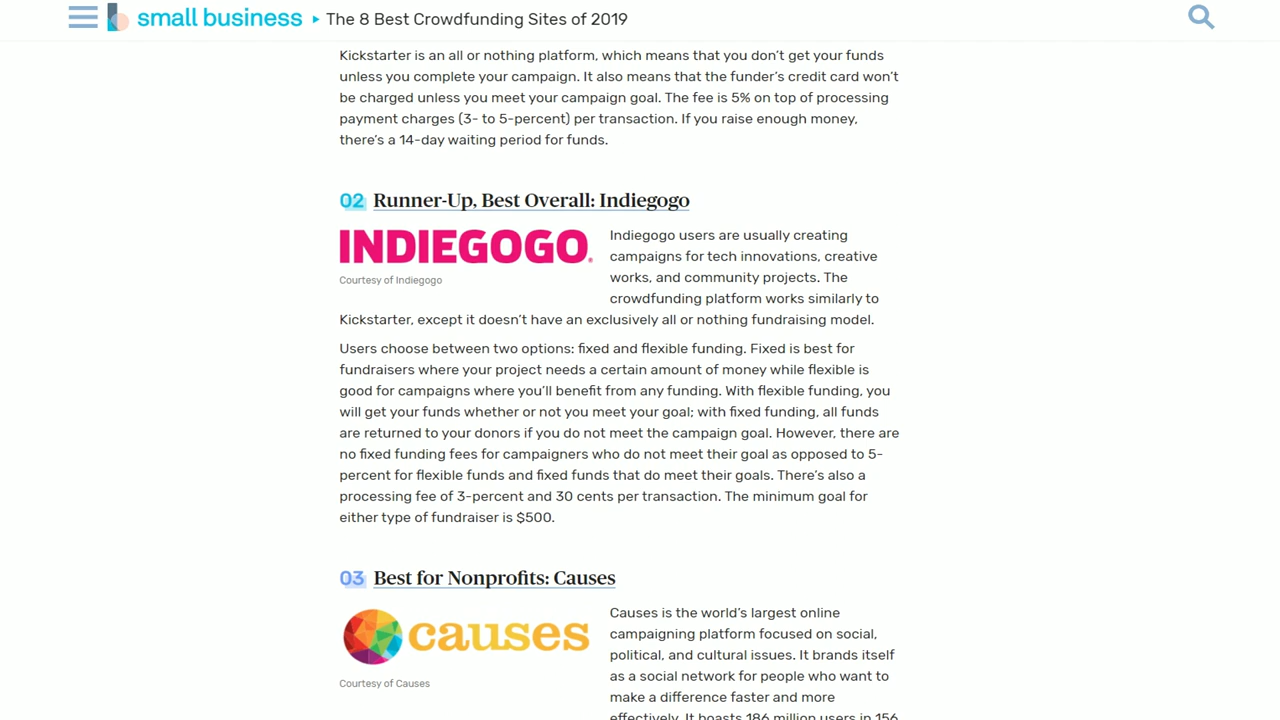 small business ▸ The 8 Best Crowdfunding Sites of 2019
Kickstarter is an all or nothing platform, which means that you don’t get your funds
unless you complete your campaign. It also means that the funder’s credit card won’t
be charged unless you meet your campaign goal. The fee is 5% on top of processing
payment charges (3- to 5-percent) per transaction. If you raise enough money,
there’s a 14-day waiting period for funds.
02 Runner-Up, Best Overall: Indiegogo
INDIEGOGO.
Courtesy of Indiegogo
Indiegogo users are usually creating
campaigns for tech innovations, creative
works, and community projects. The
crowdfunding platform works similarly to
Kickstarter, except it doesn’t have an exclusively all or nothing fundraising model.
Users choose between two options: fixed and flexible funding. Fixed is best for
fundraisers where your project needs a certain amount of money while flexible is
good for campaigns where you’ll benefit from any funding. With flexible funding, you
will get your funds whether or not you meet your goal; with fixed funding, all funds
are returned to your donors if you do not meet the campaign goal. However, there are
no fixed funding fees for campaigners who do not meet their goal as opposed to 5-
percent for flexible funds and fixed funds that do meet their goals. There’s also a
processing fee of 3-percent and 30 cents per transaction. The minimum goal for
either type of fundraiser is $500.
03 Best for Nonprofits: Causes
causes
Courtesy of Causes
Causes is the world’s largest online
campaigning platform focused on social,
political, and cultural issues. It brands itself
as a social network for people who want to
make a difference faster and more
effectively. It boasts 186 million users in 156